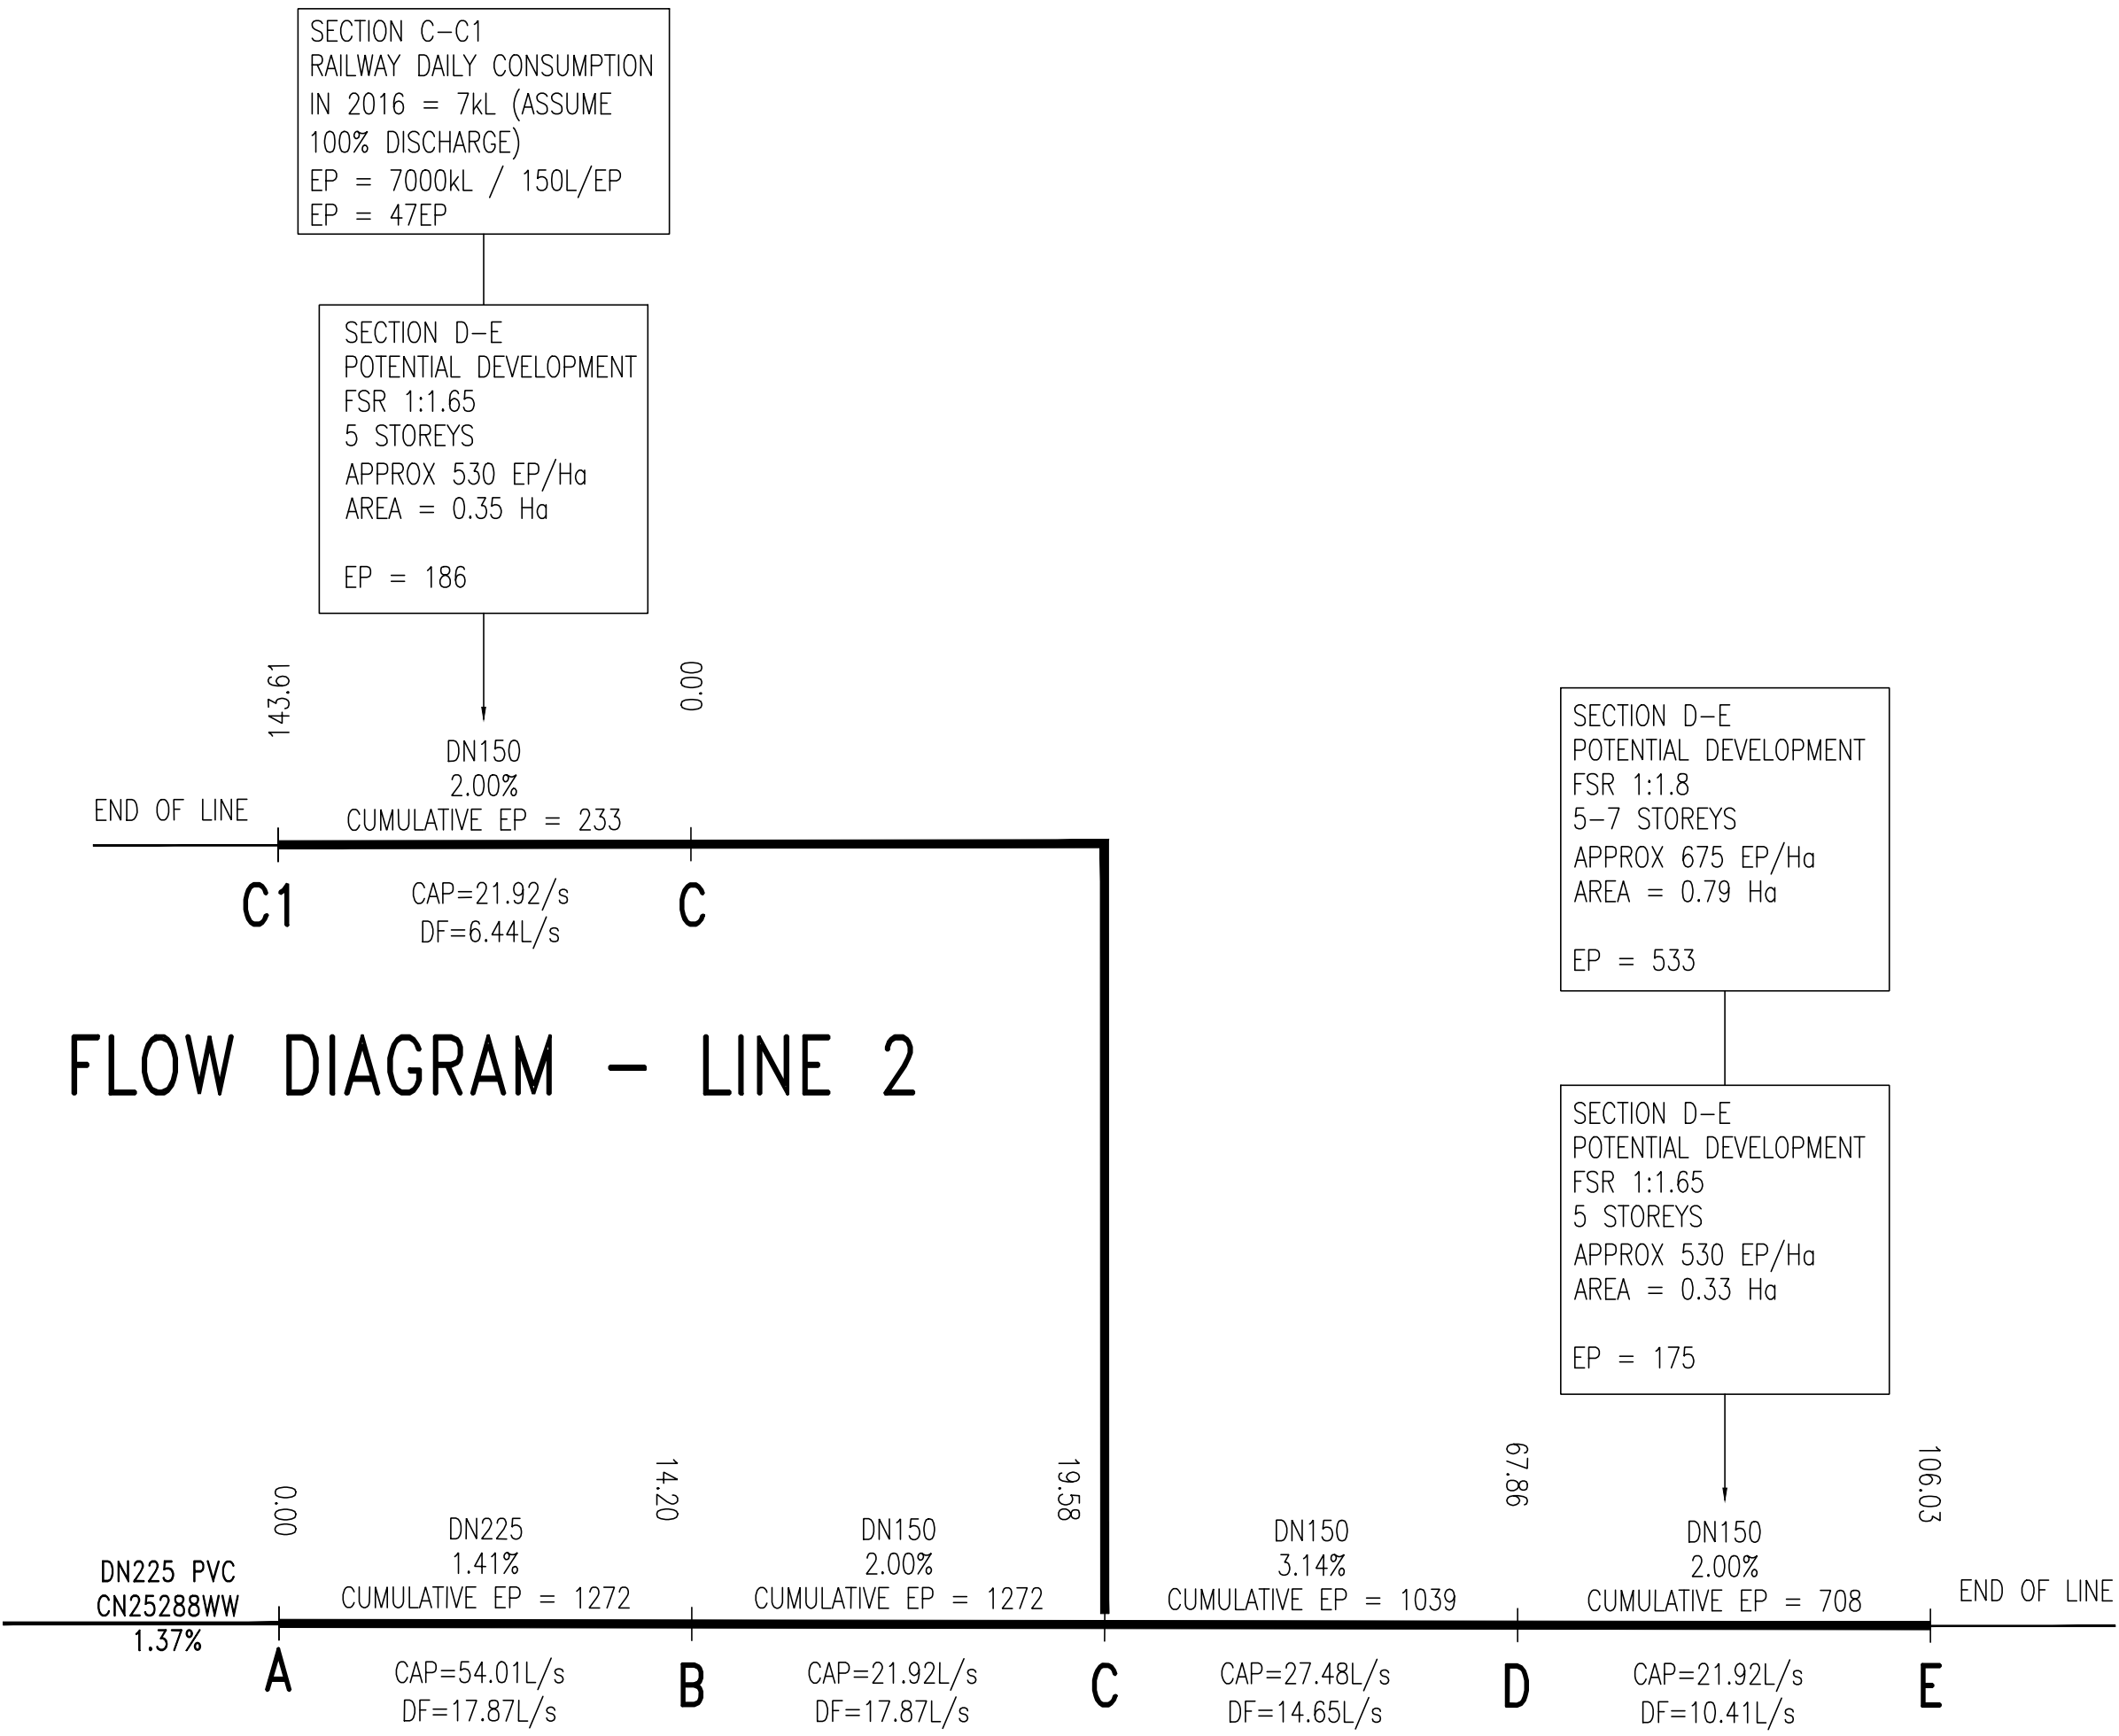 SECTION C-C1
RAILWAY DAILY CONSUMPTION
IN 2016 = 7kL (ASSUME
100% DISCHARGE)
EP = 7000kL / 150L/EP
EP = 47EP
SECTION D-E
POTENTIAL DEVELOPMENT
FSR 1:1.65
5 STOREYS
APPROX 530 EP/Ha
AREA = 0.35 Ha
EP = 186
143.61
0.00
DN150
2.00%
CUMULATIVE EP = 233
END OF LINE
C1
CAP=21.92/s
DF=6.44L/s
C
FLOW DIAGRAM - LINE 2
SECTION D-E
POTENTIAL DEVELOPMENT
FSR 1:1.8
5-7 STOREYS
APPROX 675 EP/Ha
AREA = 0.79 Ha
EP = 533
SECTION D-E
POTENTIAL DEVELOPMENT
FSR 1:1.65
5 STOREYS
APPROX 530 EP/Ha
AREA = 0.33 Ha
EP = 175
0.00
14.20
19.58
67.86
106.03
DN225 PVC
CN25288WW
1.37%
DN225
1.41%
CUMULATIVE EP = 1272
DN150
2.00%
CUMULATIVE EP = 1272
DN150
3.14%
CUMULATIVE EP = 1039
DN150
2.00%
CUMULATIVE EP = 708
END OF LINE
A
CAP=54.01L/s
DF=17.87L/s
B
CAP=21.92L/s
DF=17.87L/s
C
CAP=27.48L/s
DF=14.65L/s
D
CAP=21.92L/s
DF=10.41L/s
E